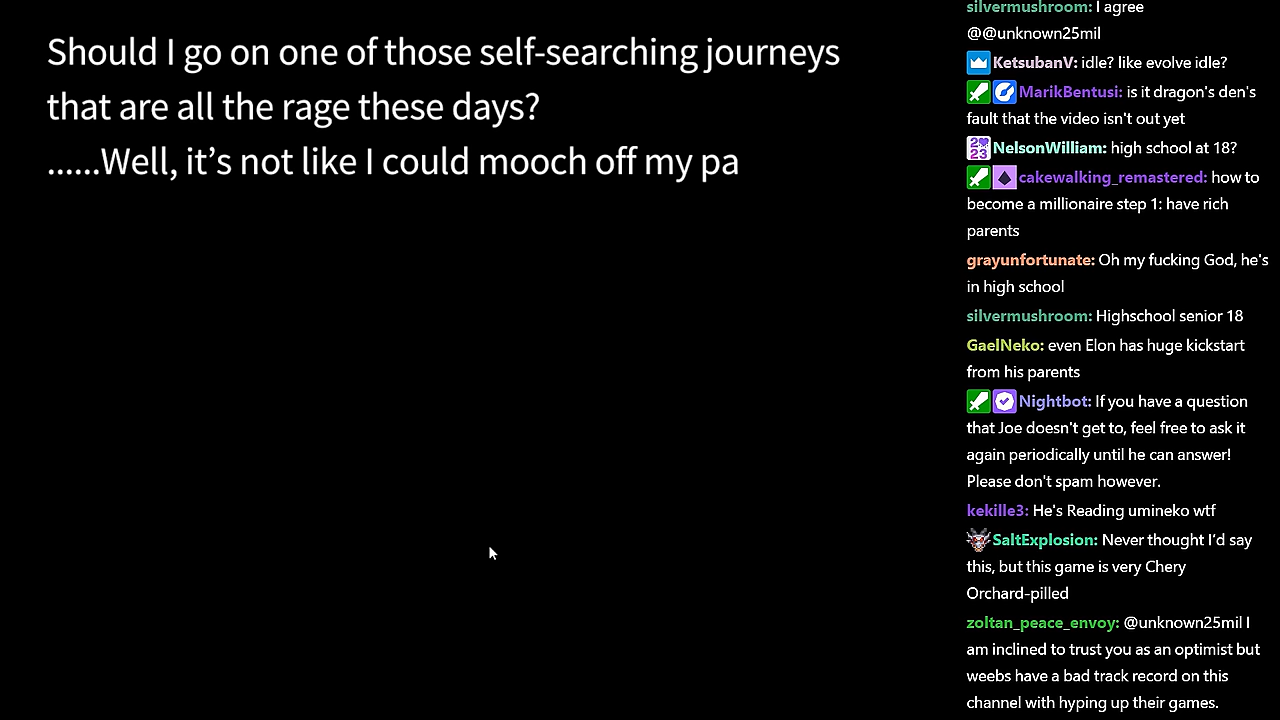 Should I go on one of those self-searching journeys
that are all the rage these days?
......Well, it’s not like I could mooch off my pa
silvermushroom: I agree
@@unknown25mil
KetsubanV: idle? like evolve idle?
MarikBentusi: is it dragon's den's
fault that the video isn't out yet
NelsonWilliam: high school at 18?
cakewalking_remastered: how to
become a millionaire step 1: have rich
parents
grayunfortunate: Oh my fucking God, he's
in high school
silvermushroom: Highschool senior 18
GaelNeko: even Elon has huge kickstart
from his parents
Nightbot: If you have a question
that Joe doesn't get to, feel free to ask it
again periodically until he can answer!
Please don't spam however.
kekille3: He's Reading umineko wtf
SaltExplosion: Never thought I’d say
this, but this game is very Chery
Orchard-pilled
zoltan_peace_envoy: @unknown25mil I
am inclined to trust you as an optimist but
weebs have a bad track record on this
channel with hyping up their games.